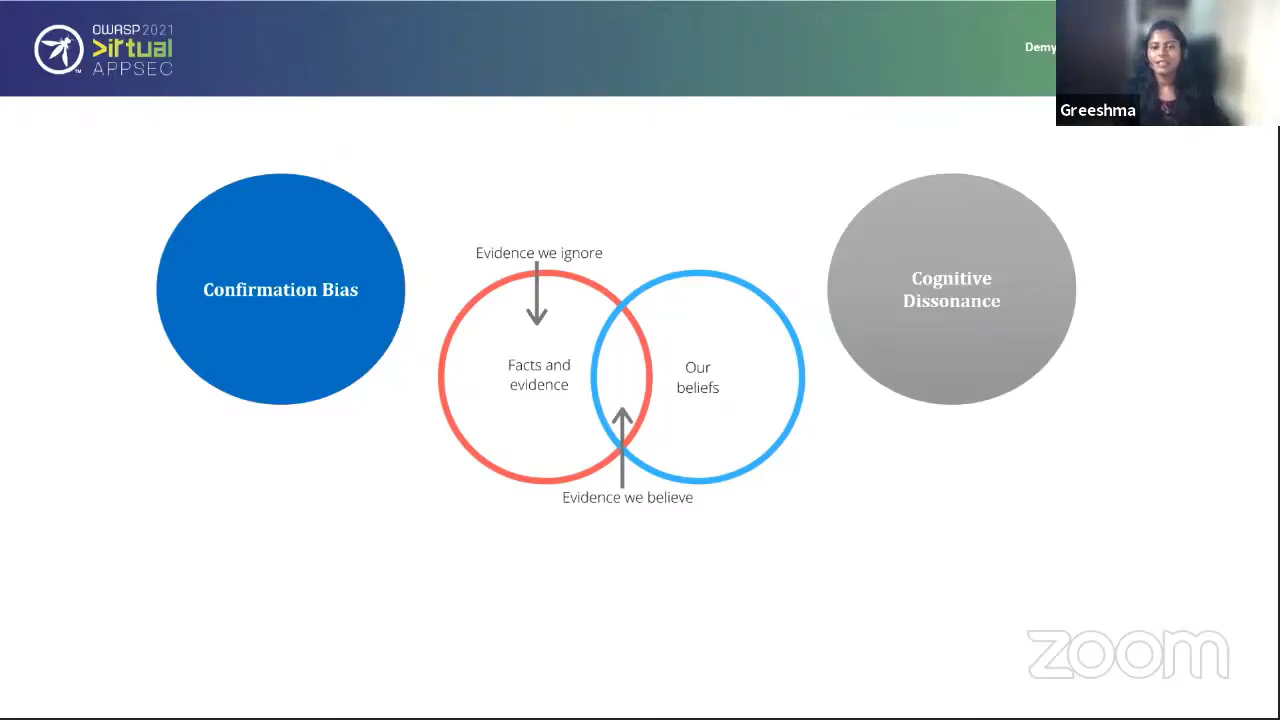 OWASP 2021
Virtual
APPSEC
Demy
Greeshma
Confirmation Bias
Evidence we ignore
Facts and
evidence
Our
beliefs
Evidence we believe
Cognitive
Dissonance
zoom